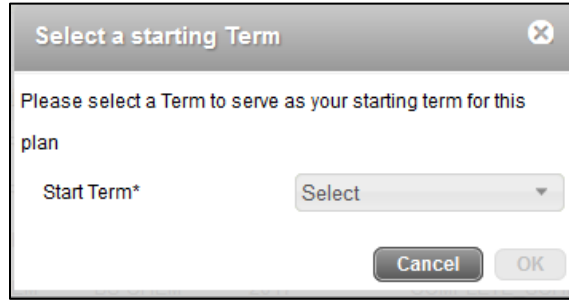 Select a starting Term
Please select a Term to serve as your starting term for this
plan
Start Term* Select
Cancel OK